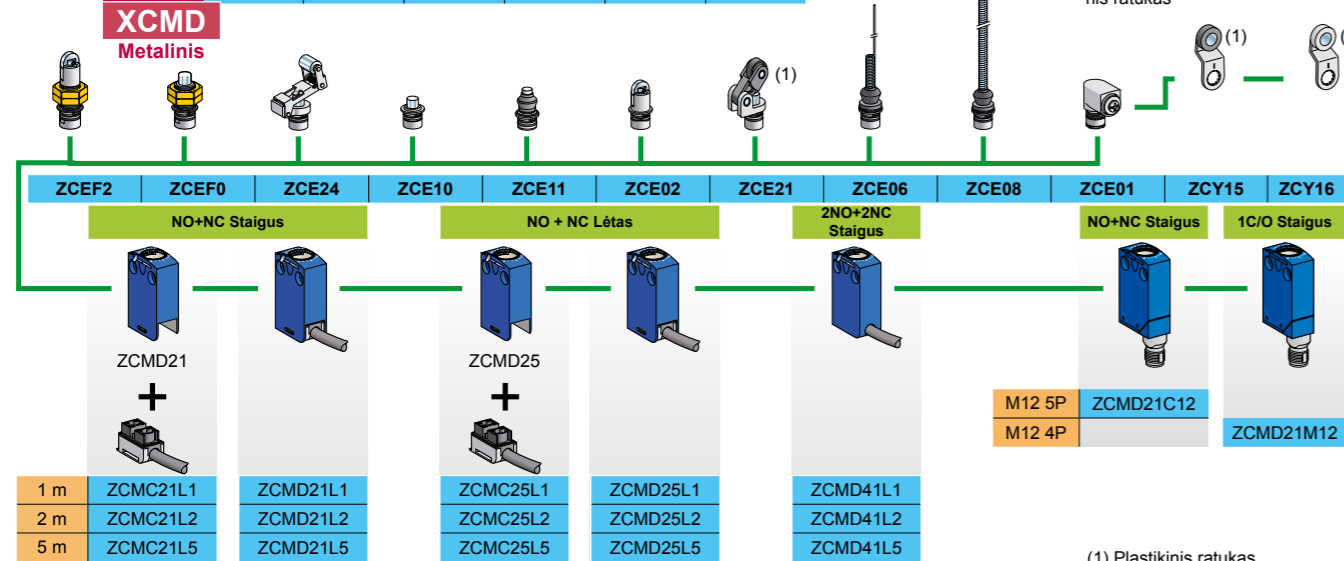 nis ratukas
XCMD
Metalinis
(1)
(1)
ZCEF2 ZCEF0 ZCE24 ZCE10 ZCE11 ZCE02 ZCE21 ZCE06 ZCE08 ZCE01 ZCY15 ZCY16
NO+NC Staigus
NO + NC Lėtas
2NO+2NC
Staigus
NO+NC Staigus
1C/O Staigus
ZCMD21
ZCMD25
+
+
M12 5P ZCMD21C12
M12 4P ZCMD21M12
1 m ZCMC21L1 ZCMD21L1 ZCMC25L1 ZCMD25L1 ZCMD41L1
2 m ZCMC21L2 ZCMD21L2 ZCMC25L2 ZCMD25L2 ZCMD41L2
5 m ZCMC21L5 ZCMD21L5 ZCMC25L5 ZCMD25L5 ZCMD41L5
(1) Plastikinis ratukas